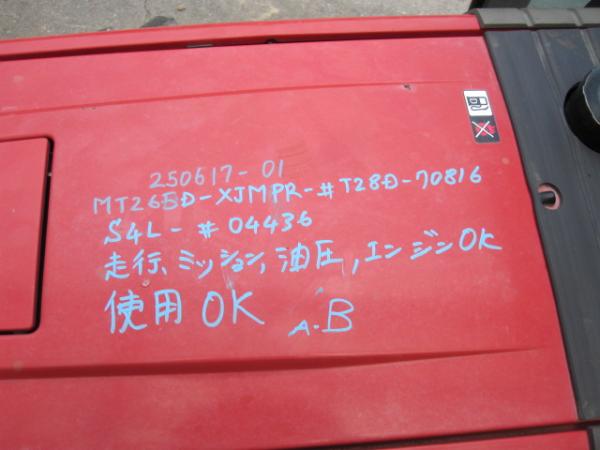 250617-01
MT265D-XJMPR-#T28D-70816
S4L-#04436
走行、ミッション,油圧,エンジンOK
使用OK A.B